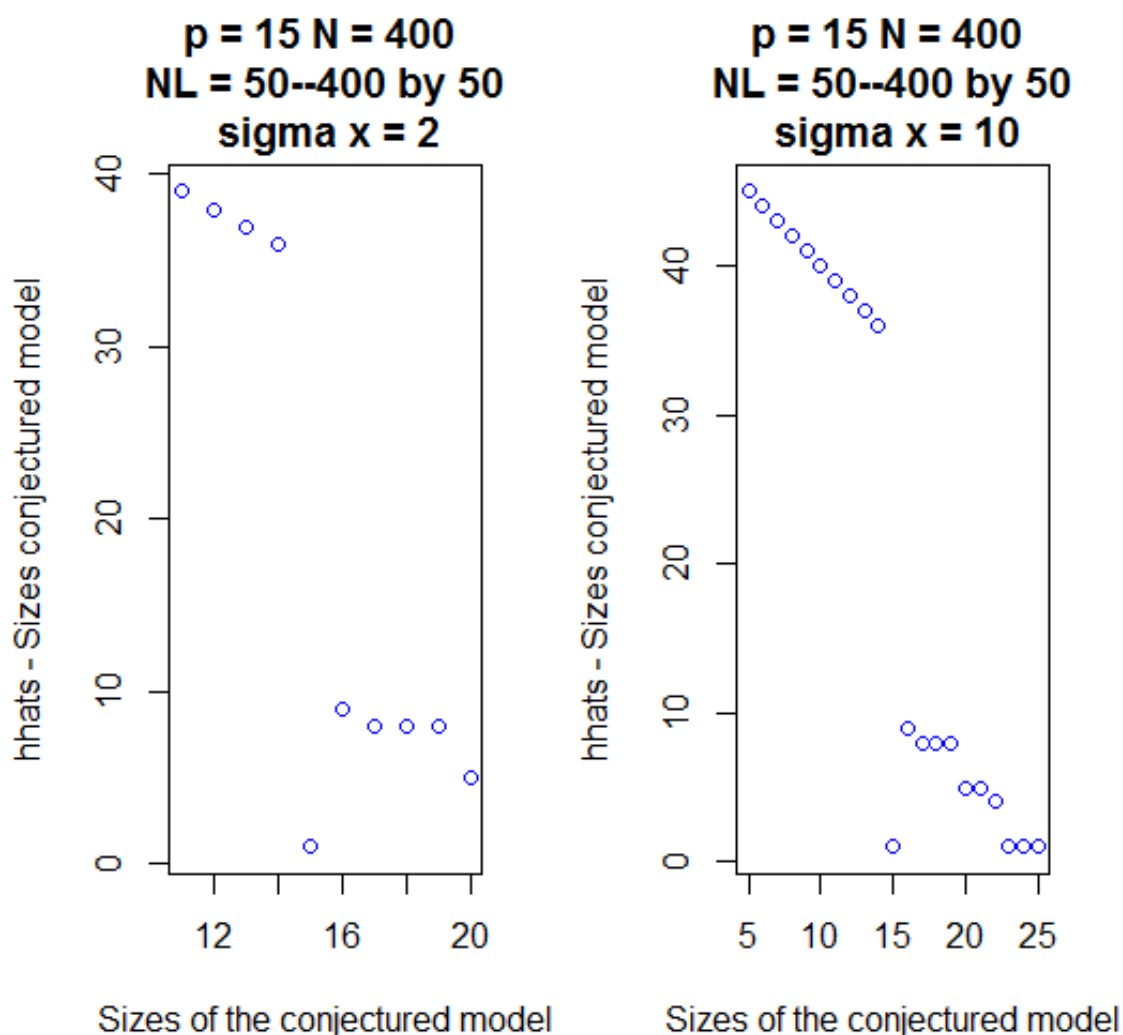 p = 15 N = 400
NL = 50--400 by 50
sigma x = 2
hhats - Sizes conjectured model
40
30
20
10
0
12
16
20
Sizes of the conjectured model
p = 15 N = 400
NL = 50--400 by 50
sigma x = 10
hhats - Sizes conjectured model
40
30
20
10
0
5
10
15
20
25
Sizes of the conjectured model